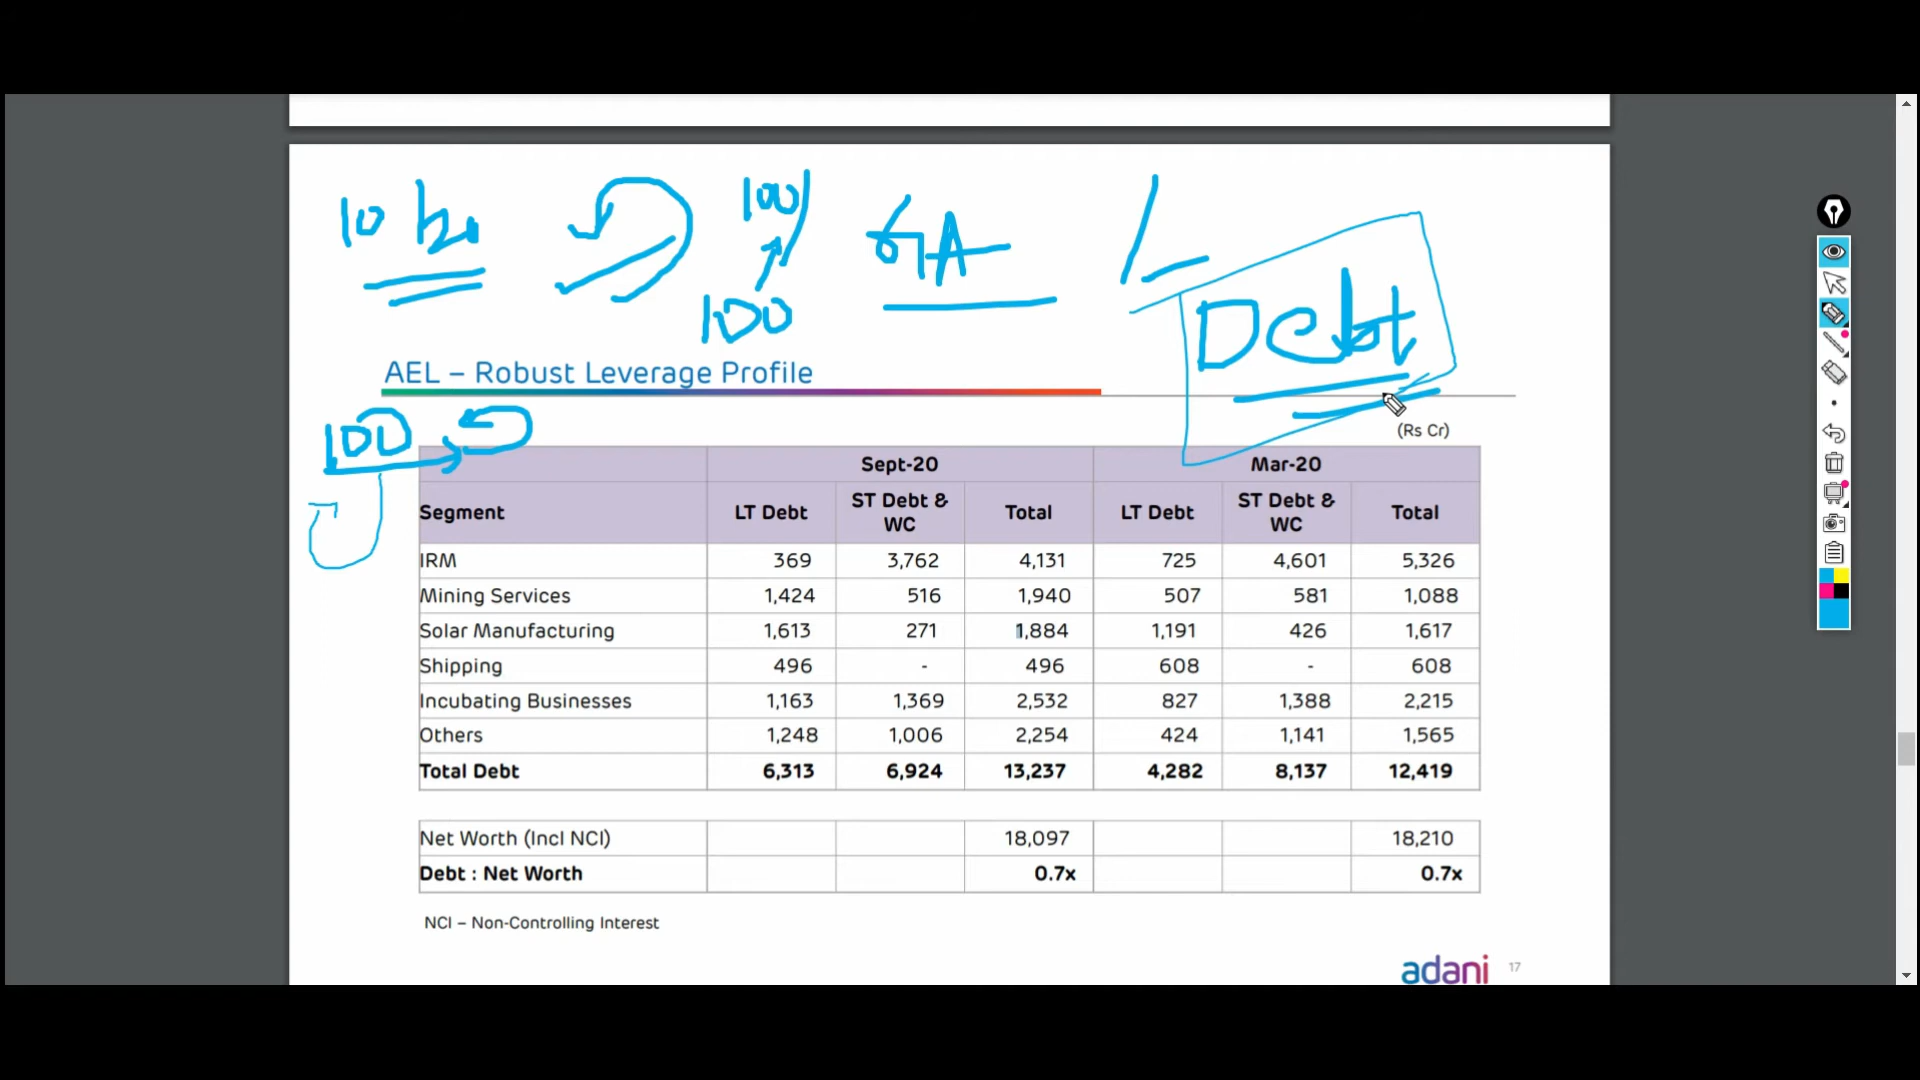 10
100
GA
100
Debt
AEL – Robust Leverage Profile
100
(Rs Cr)
Sept-20 Mar-20
Segment LT Debt ST Debt & WC Total LT Debt ST Debt & WC Total
IRM 369 3,762 4,131 725 4,601 5,326
Mining Services 1,424 516 1,940 507 581 1,088
Solar Manufacturing 1,613 271 1,884 1,191 426 1,617
Shipping 496 - 496 608 - 608
Incubating Businesses 1,163 1,369 2,532 827 1,388 2,215
Others 1,248 1,006 2,254 424 1,141 1,565
Total Debt 6,313 6,924 13,237 4,282 8,137 12,419
Net Worth (Incl NCI) 18,097 18,210
Debt : Net Worth 0.7x 0.7x
NCI – Non-Controlling Interest
adani 17